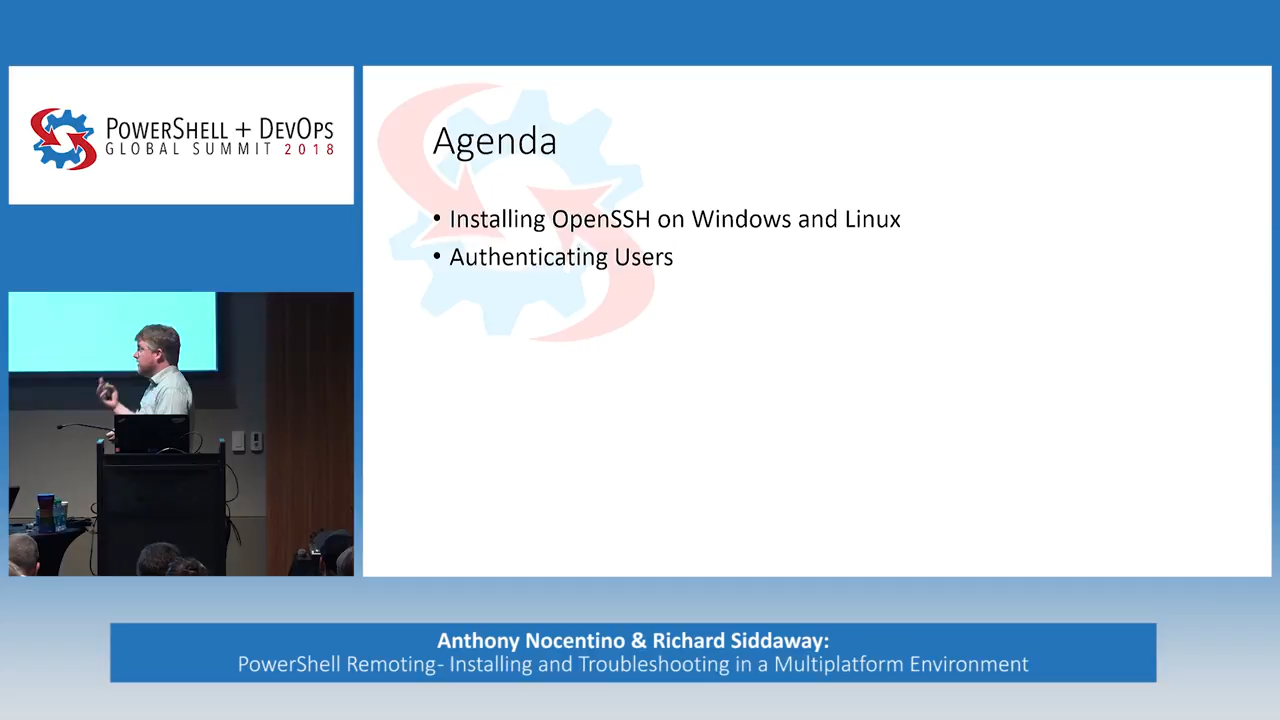 POWERSHELL + DEVOPS
GLOBAL SUMMIT 2018
Agenda
• Installing OpenSSH on Windows and Linux
• Authenticating Users
Anthony Nocentino & Richard Siddaway:
PowerShell Remoting- Installing and Troubleshooting in a Multiplatform Environment